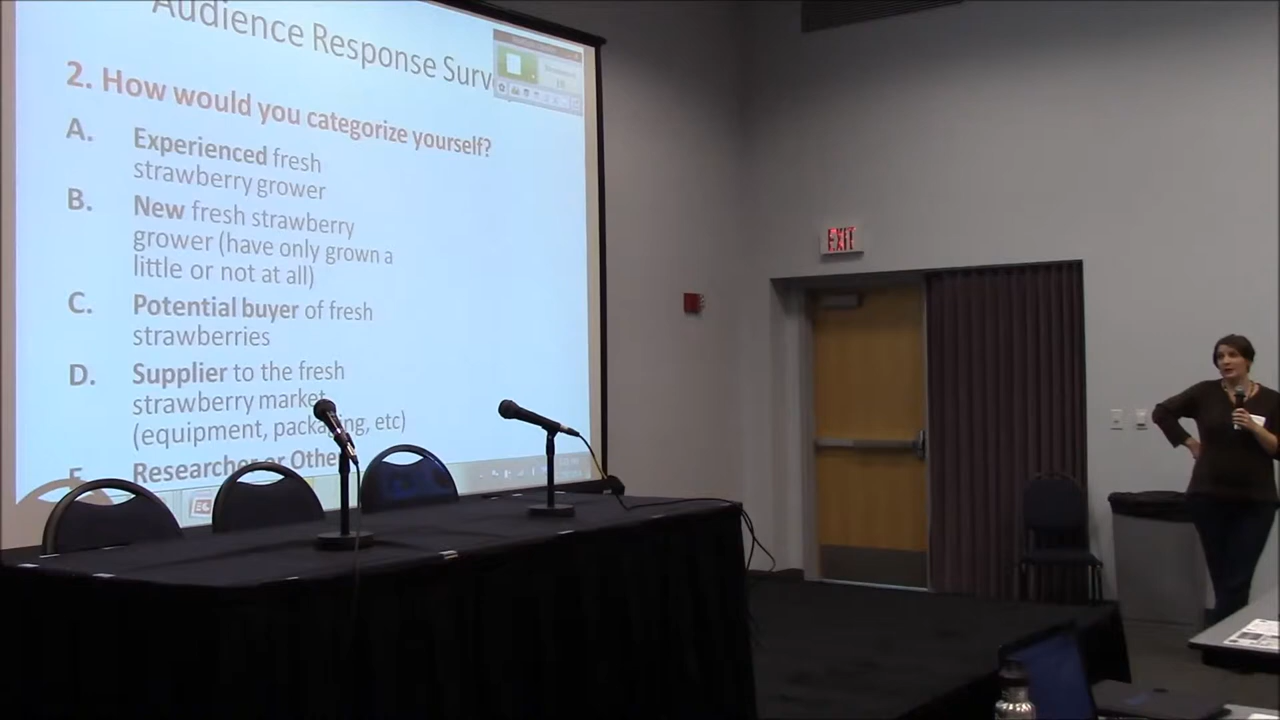 Audience Response Surve
2. How would you categorize yourself?
A. Experienced fresh
strawberry grower
B. New fresh strawberry
grower (have only grown a
little or not at all)
C. Potential buyer of fresh
strawberries
D. Supplier to the fresh
strawberry market
(equipment, packaging, etc)
E. Researcher or Other
EXIT